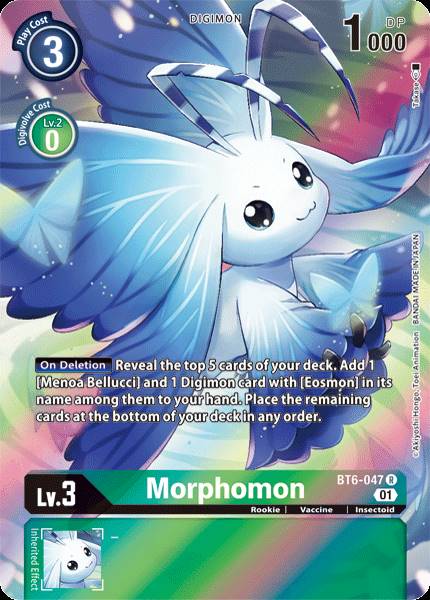 DIGIMON
Play Cost
3
1000
DP
Digivolve Cost
Lv.2
0
Takase
©Akiyoshi Hongo, Toei Animation BANDAI MADE IN JAPAN
On Deletion Reveal the top 5 cards of your deck. Add 1
[Menoa Bellucci] and 1 Digimon card with [Eosmon] in its
name among them to your hand. Place the remaining
cards at the bottom of your deck in any order.
Lv.3
Morphomon
BT6-047 R
01
Rookie | Vaccine | Insectoid
Inherited Effect
-